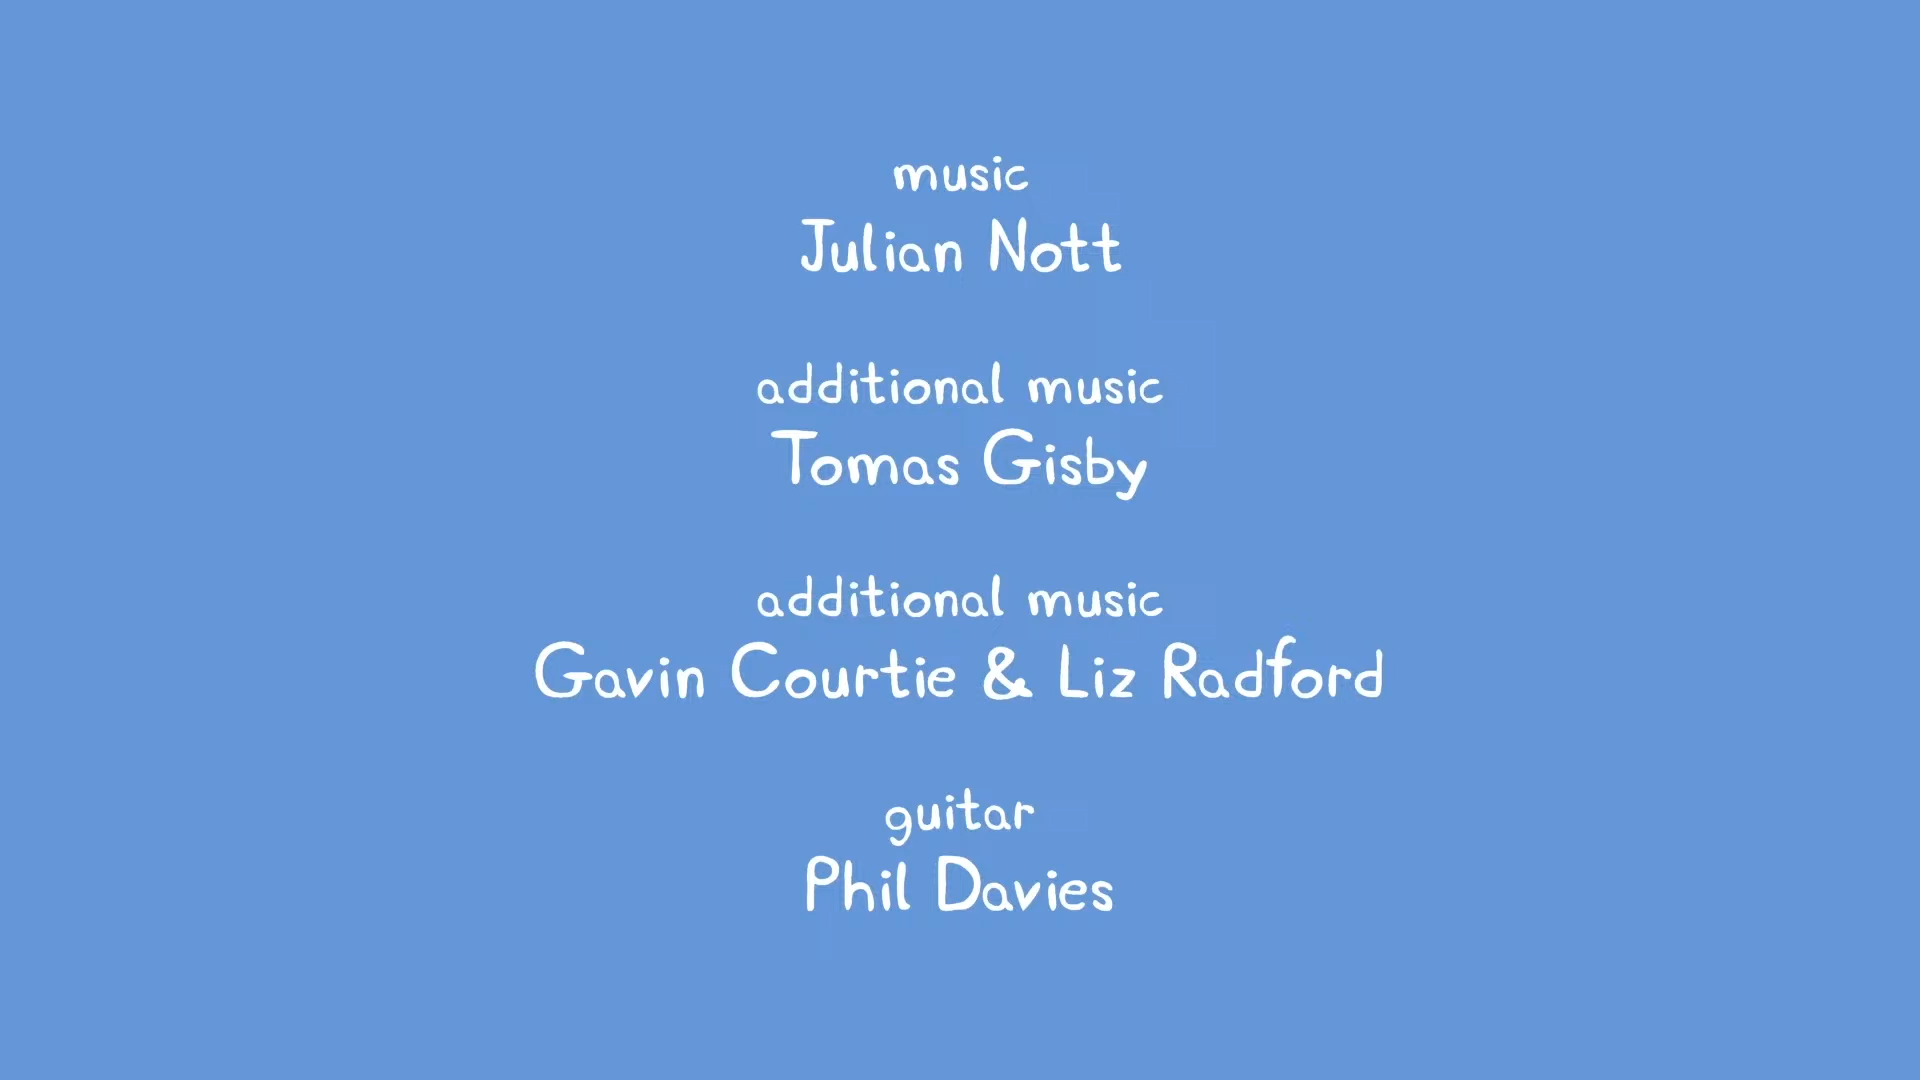 music
Julian Nott
additional music
Tomas Gisby
additional music
Gavin Courtie & Liz Radford
guitar
Phil Davies